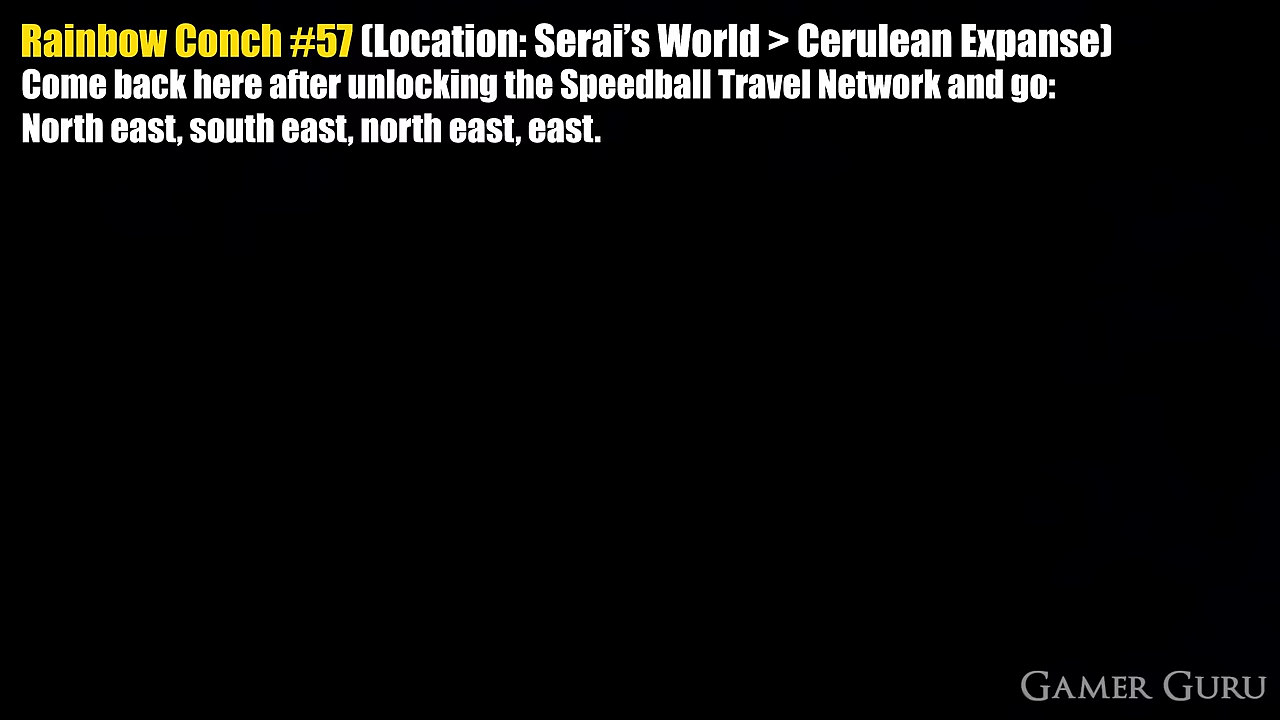 Rainbow Conch #57 (Location: Serai’s World > Cerulean Expanse)
Come back here after unlocking the Speedball Travel Network and go:
North east, south east, north east, east.
GAMER GURU